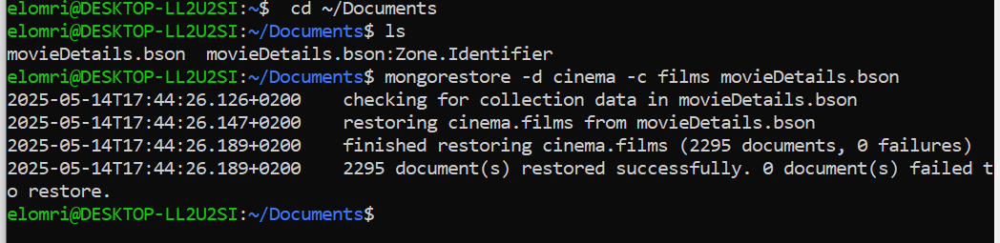 elomri@DESKTOP-LL2U2SI:~$  cd ~/Documents
elomri@DESKTOP-LL2U2SI:~/Documents$ ls
movieDetails.bson  movieDetails.bson:Zone.Identifier
elomri@DESKTOP-LL2U2SI:~/Documents$ mongorestore -d cinema -c films movieDetails.bson
2025-05-14T17:44:26.126+0200    checking for collection data in movieDetails.bson
2025-05-14T17:44:26.147+0200    restoring cinema.films from movieDetails.bson
2025-05-14T17:44:26.189+0200    finished restoring cinema.films (2295 documents, 0 failures)
2025-05-14T17:44:26.189+0200    2295 document(s) restored successfully. 0 document(s) failed t
o restore.
elomri@DESKTOP-LL2U2SI:~/Documents$